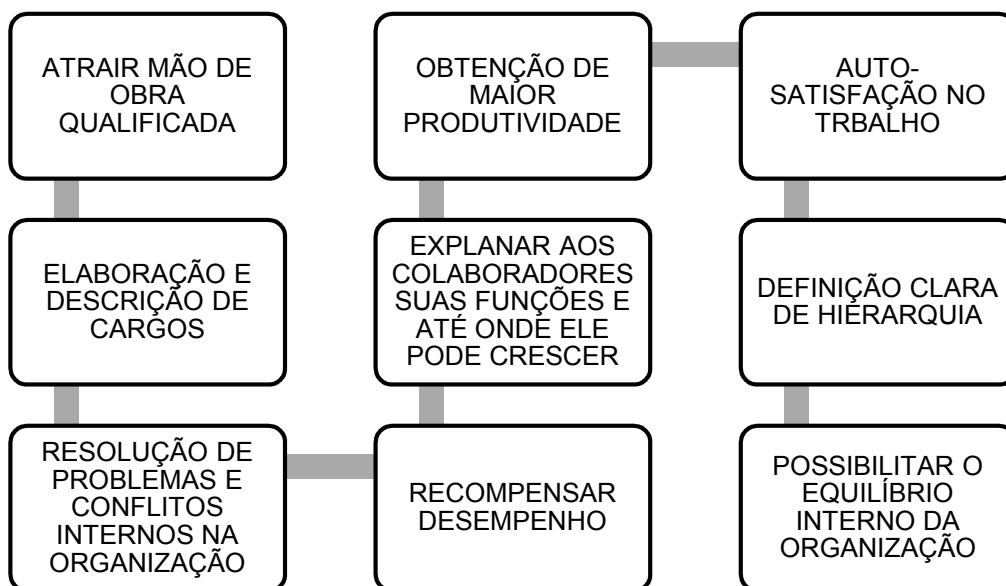 ATRAIR MÃO DE
OBRA
QUALIFICADA
ELABORAÇÃO E
DESCRIÇÃO DE
CARGOS
RESOLUÇÃO DE
PROBLEMAS E
CONFLITOS
INTERNOS NA
ORGANIZAÇÃO
RECOMPENSAR
DESEMPENHO
EXPLANAR AOS
COLABORADORES
SUAS FUNÇÕES E
ATÉ ONDE ELE
PODE CRESCER
OBTENÇÃO DE
MAIOR
PRODUTIVIDADE
AUTO-
SATISFAÇÃO NO
TRBALHO
DEFINIÇÃO CLARA
DE HIERARQUIA
POSSIBILITAR O
EQUILÍBRIO
INTERNO DA
ORGANIZAÇÃO